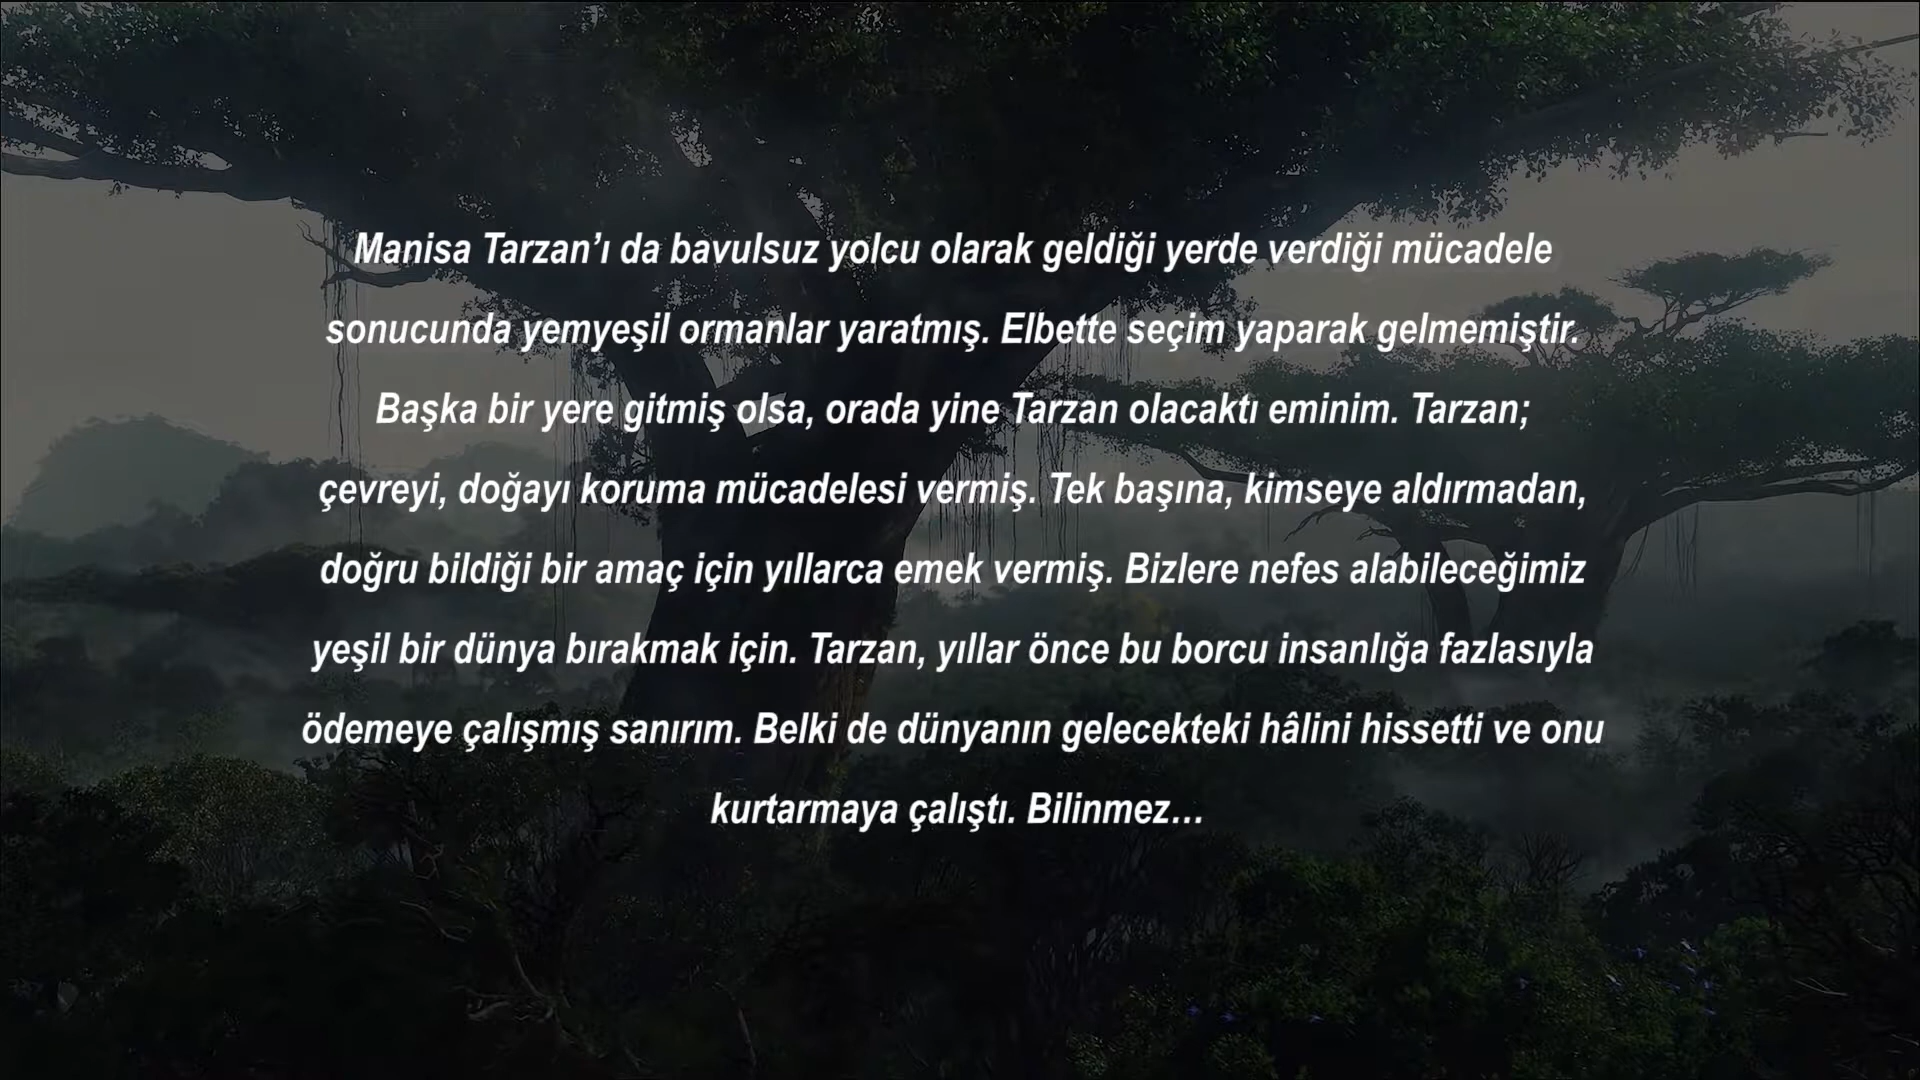 Manisa Tarzan’ı da bavulsuz yolcu olarak geldiği yerde verdiği mücadele
sonucunda yemyeşil ormanlar yaratmış. Elbette seçim yaparak gelmemiştir.
Başka bir yere gitmiş olsa, orada yine Tarzan olacaktı eminim. Tarzan;
çevreyi, doğayı koruma mücadelesi vermiş. Tek başına, kimseye aldırmadan,
doğru bildiği bir amaç için yıllarca emek vermiş. Bizlere nefes alabileceğimiz
yeşil bir dünya bırakmak için. Tarzan, yıllar önce bu borcu insanlığa fazlasıyla
ödemeye çalışmış sanırım. Belki de dünyanın gelecekteki hâlini hissetti ve onu
kurtarmaya çalıştı. Bilinmez…